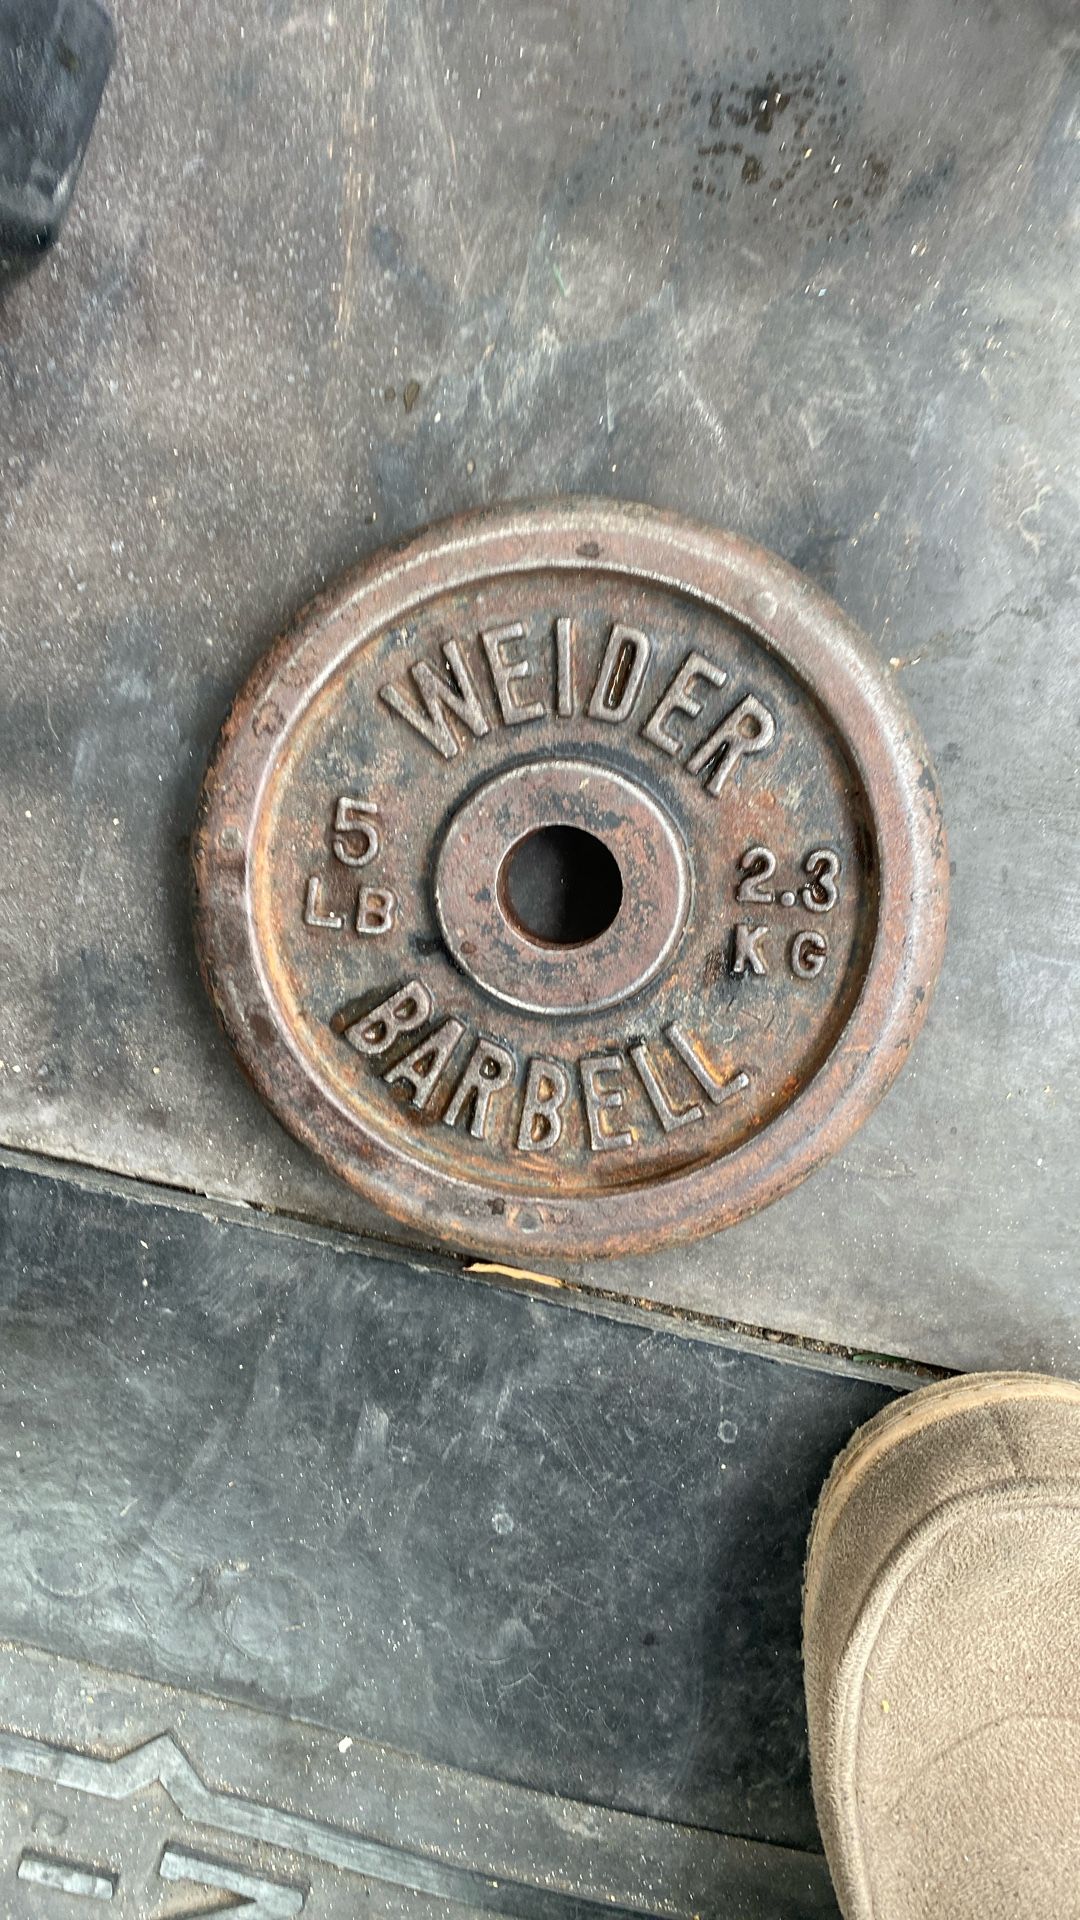 WEIDER
5
LB
2.3
KG
BARBELL